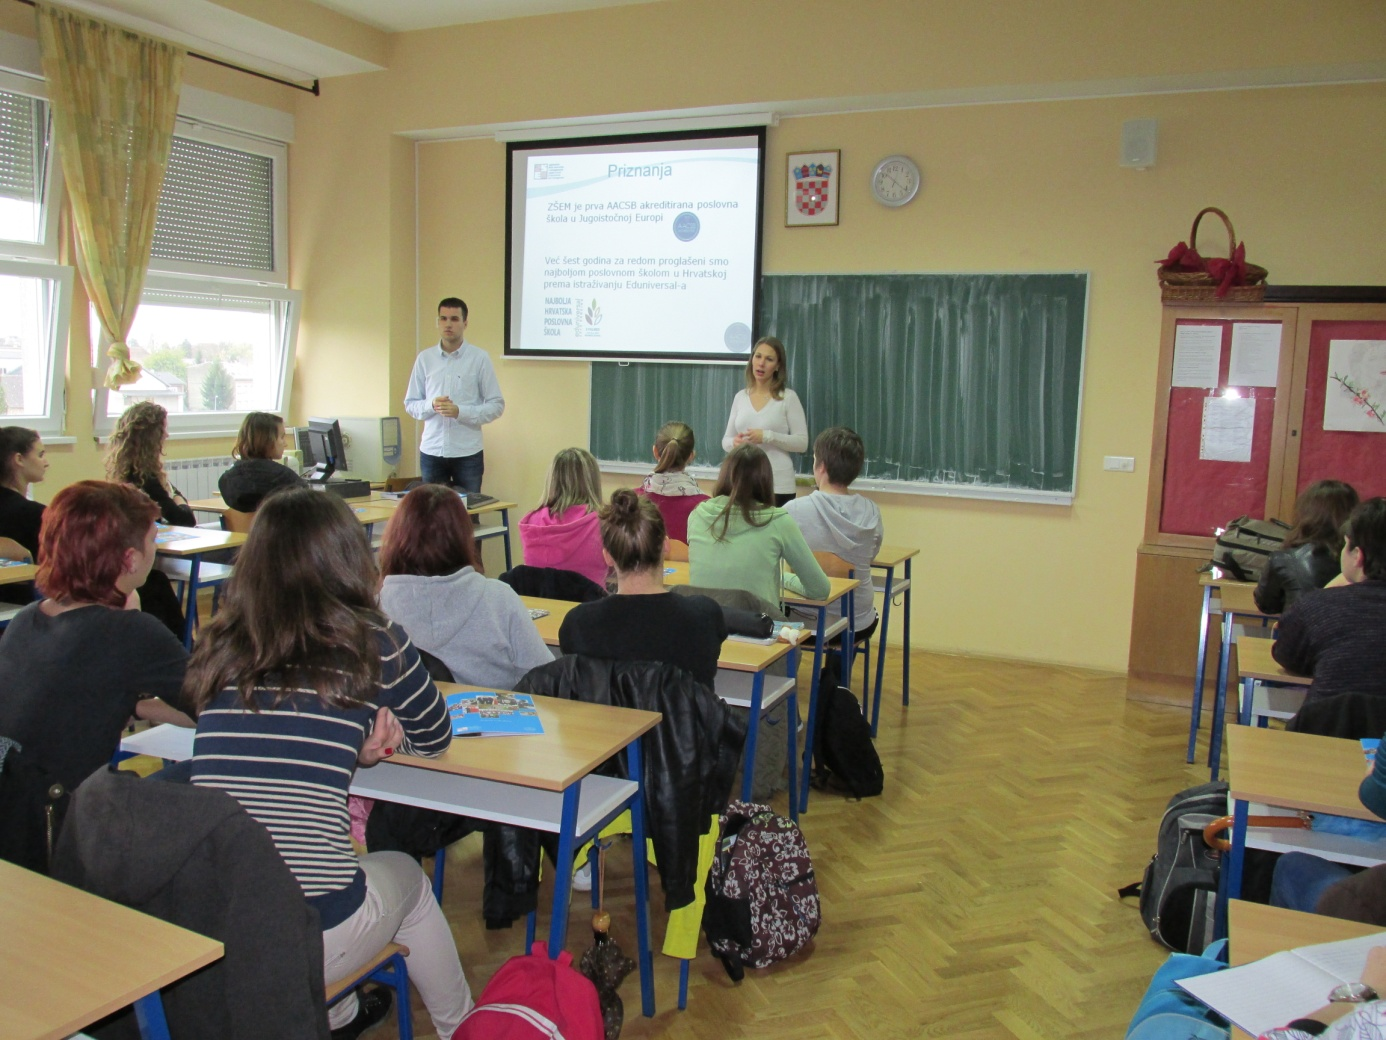 Priznanja
ZŠEM je prva AACSB akreditirana poslovna
škola u Jugoistočnoj Europi
AACSB
Već šest godina za redom proglašeni smo
najboljom poslovnom školom u Hrvatskoj
prema istraživanju Eduniversal-a
NAJBOLJA
HRVATSKA
POSLOVNA
ŠKOLA